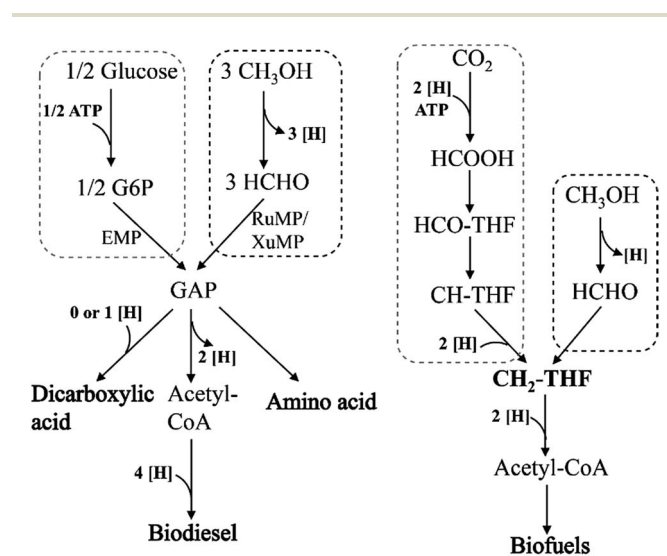 1/2 Glucose
1/2 ATP
1/2 G6P
EMP
3 CH₃OH
3 [H]
3 HCHO
RuMP/
XuMP
GAP
0 or 1 [H]
2 [H]
Dicarboxylic
acid
Acetyl-
CoA
Amino acid
4 [H]
Biodiesel
CO₂
2 [H]
ATP
HCOOH
HCO-THF
CH-THF
2 [H]
CH₃OH
[H]
HCHO
CH₂-THF
2 [H]
Acetyl-CoA
Biofuels